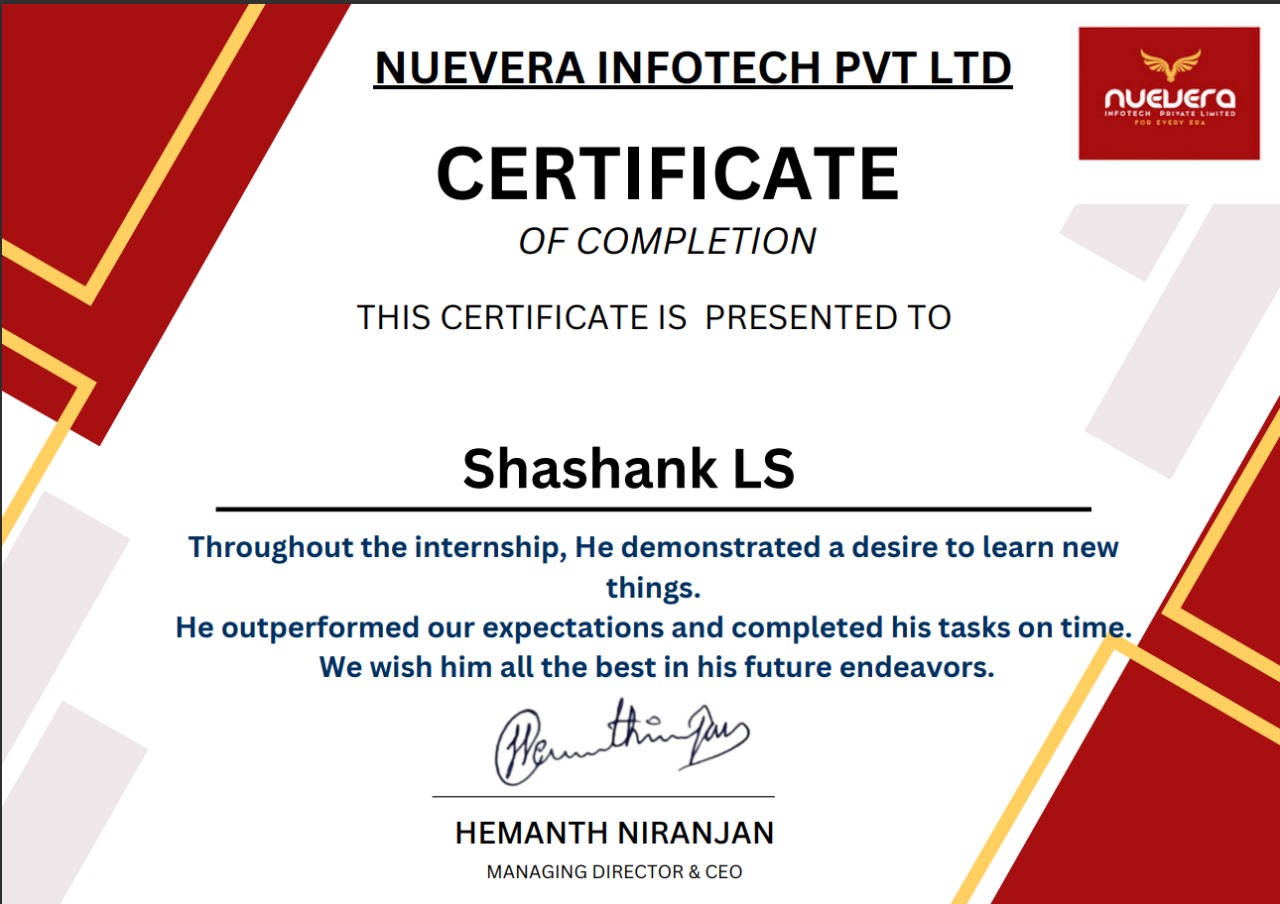 NUEVERA INFOTECH PVT LTD
nuevera
INFOTECH PRIVATE LIMITED
FOR EVERY ERA
CERTIFICATE
OF COMPLETION
THIS CERTIFICATE IS PRESENTED TO
Shashank LS
Throughout the internship, He demonstrated a desire to learn new
things.
He outperformed our expectations and completed his tasks on time.
We wish him all the best in his future endeavors.
HEMANTH NIRANJAN
MANAGING DIRECTOR & CEO